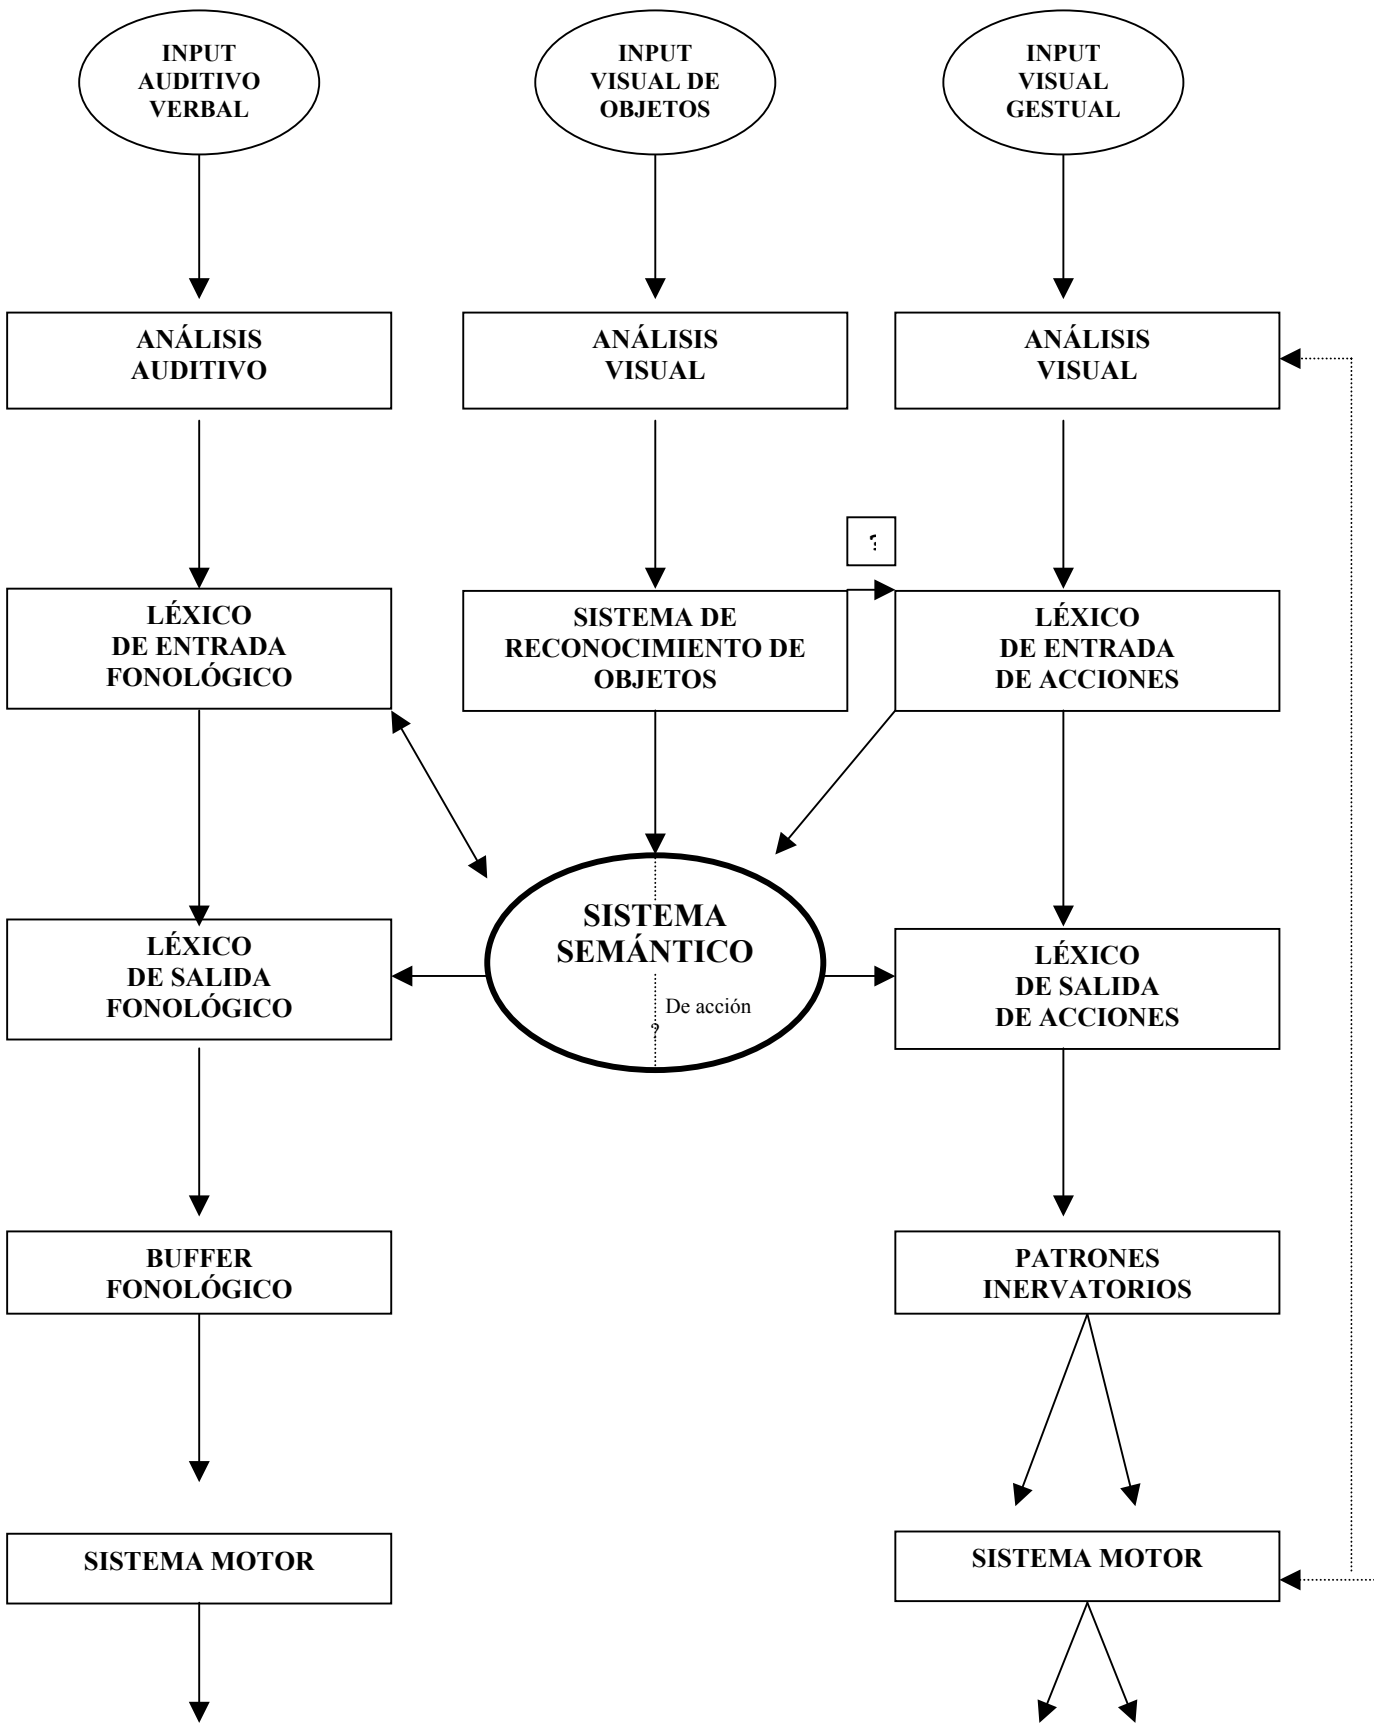 INPUT
AUDITIVO
VERBAL
INPUT
VISUAL DE
OBJETOS
INPUT
VISUAL
GESTUAL
ANÁLISIS
AUDITIVO
ANÁLISIS
VISUAL
ANÁLISIS
VISUAL
?
LÉXICO
DE ENTRADA
FONOLÓGICO
SISTEMA DE
RECONOCIMIENTO DE
OBJETOS
LÉXICO
DE ENTRADA
DE ACCIONES
SISTEMA
SEMÁNTICO
De acción
?
LÉXICO
DE SALIDA
FONOLÓGICO
LÉXICO
DE SALIDA
DE ACCIONES
BUFFER
FONOLÓGICO
PATRONES
INERVATORIOS
SISTEMA MOTOR
SISTEMA MOTOR